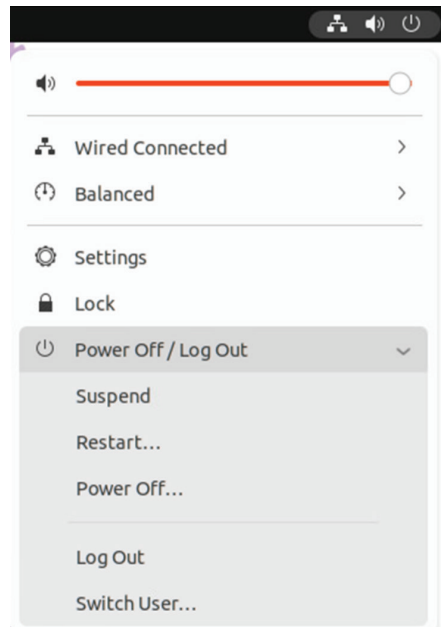 Wired Connected
Balanced
Settings
Lock
Power Off / Log Out
Suspend
Restart...
Power Off...
Log Out
Switch User...